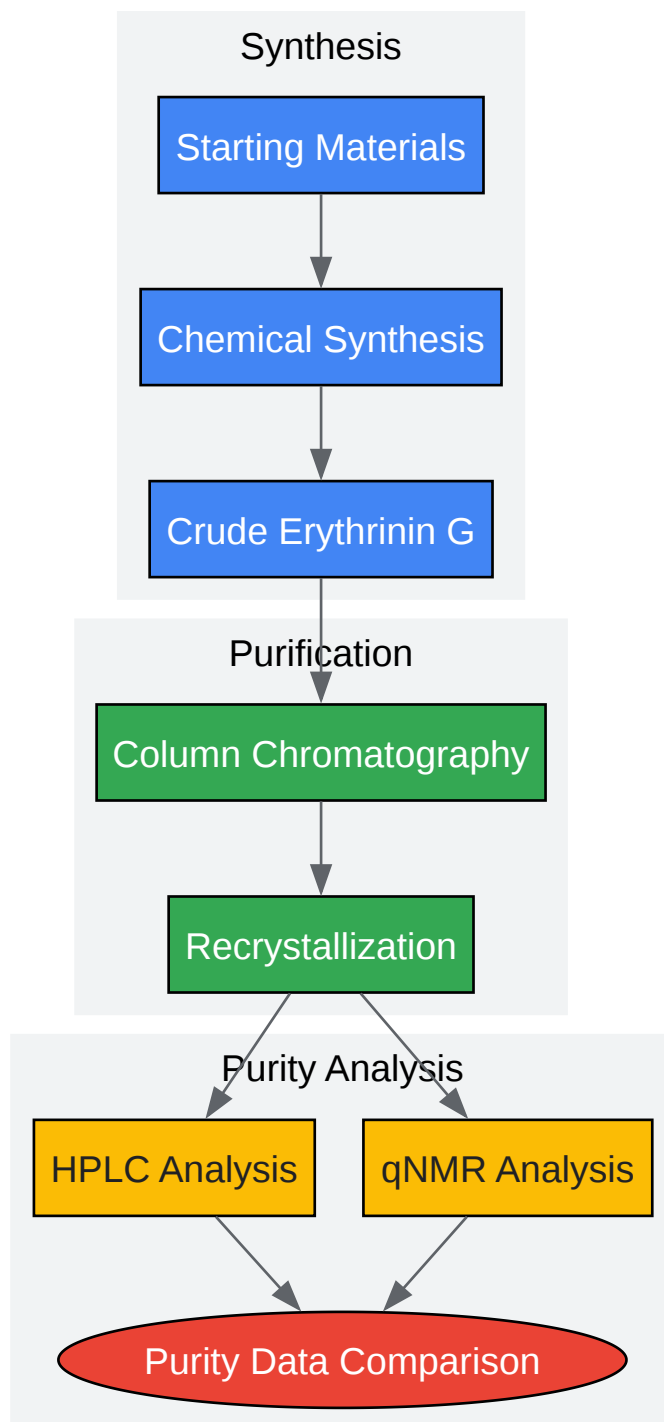 Synthesis
Starting Materials
Chemical Synthesis
Crude Erythrinin G
Purification
Column Chromatography
Recrystallization
Purity Analysis
HPLC Analysis
qNMR Analysis
Purity Data Comparison